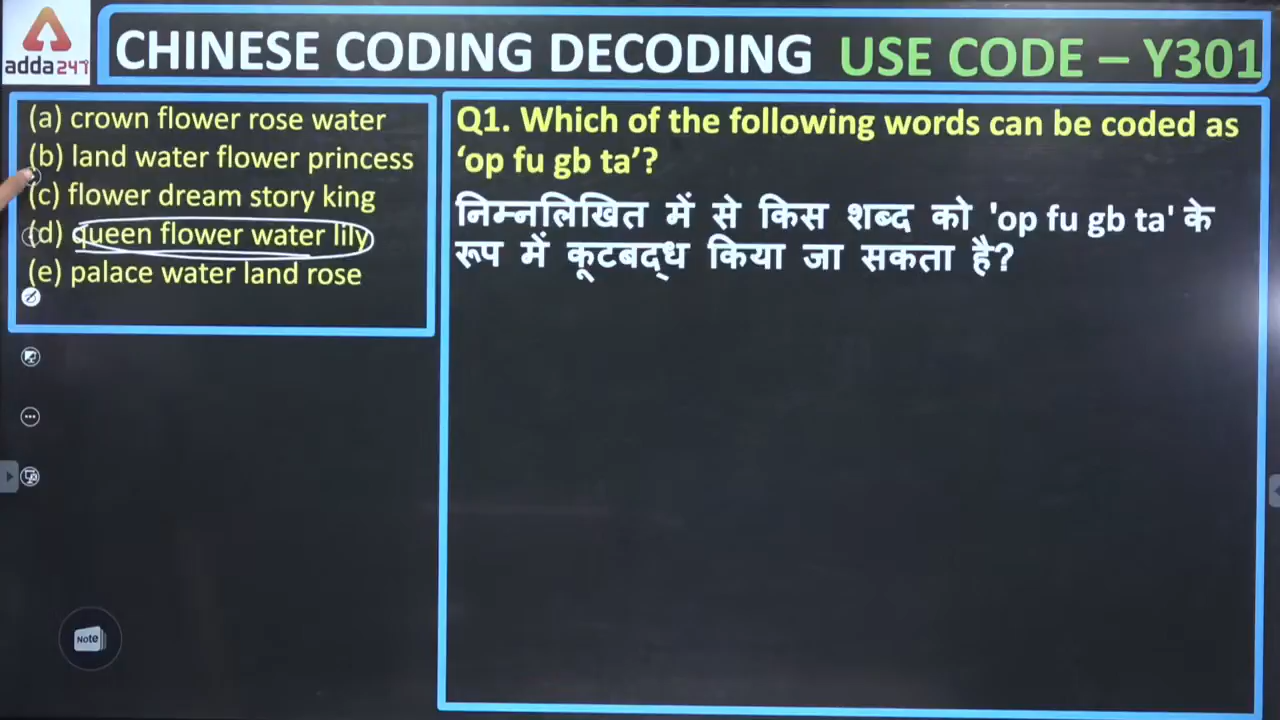 adda247
CHINESE CODING DECODING USE CODE – Y301
(a) crown flower rose water
(b) land water flower princess
(c) flower dream story king
(d) queen flower water lily
(e) palace water land rose
Q1. Which of the following words can be coded as
‘op fu gb ta’?
निम्नलिखित में से किस शब्द को 'op fu gb ta' के
रूप में कूटबद्ध किया जा सकता है?
Note